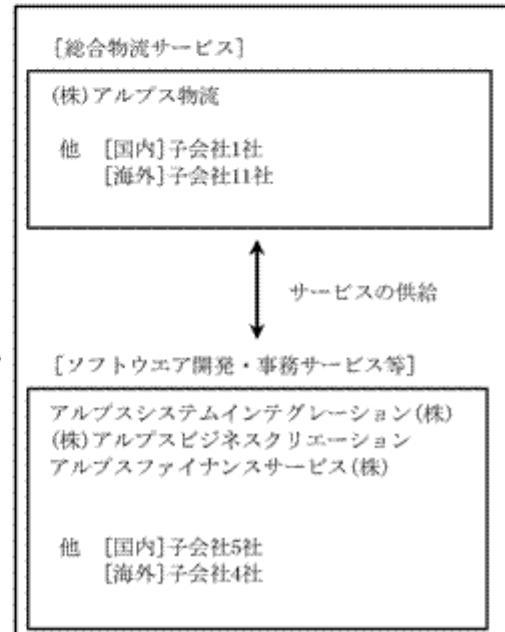 [総合物流サービス]
(株)アルプス物流
他 [国内]子会社1社
[海外]子会社11社
サービスの供給
[ソフトウエア開発・事務サービス等]
アルプスシステムインテグレーション(株)
(株)アルプスビジネスクリエーション
アルプスファイナンスサービス(株)
他 [国内]子会社5社
[海外]子会社4社